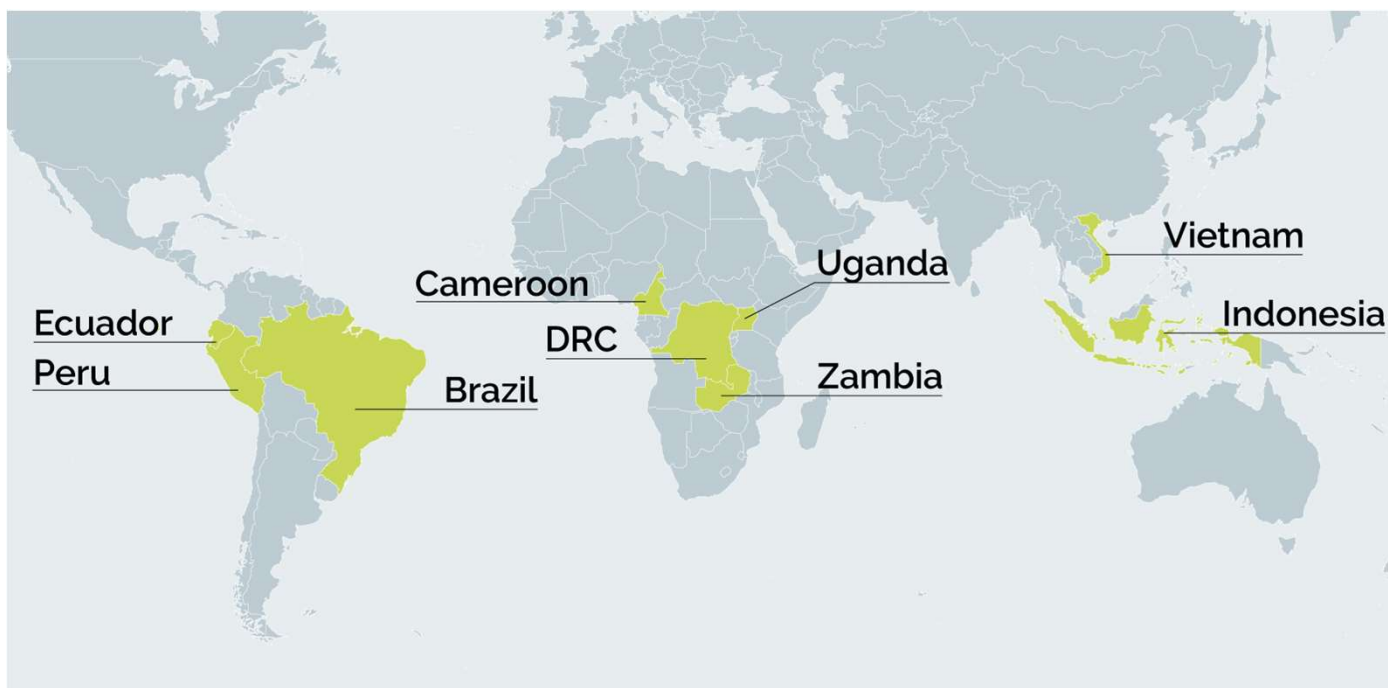 Vietnam
Uganda
Cameroon
Indonesia
Ecuador
DRC
Peru
Zambia
Brazil